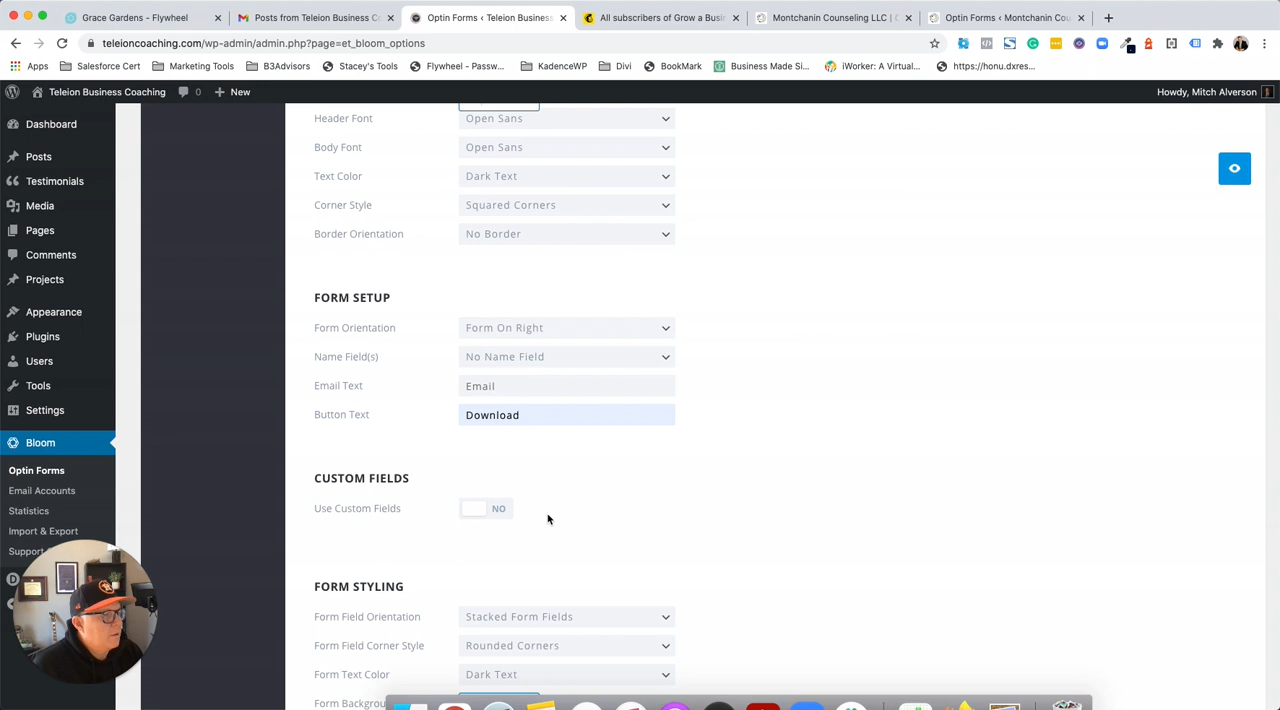 Grace Gardens - Flywheel
Posts from Teleion Business C
Optin Forms ‹ Teleion Business
All subscribers of Grow a Busi
Montchanin Counseling LLC |
Optin Forms ‹ Montchanin Cou
teleioncoaching.com/wp-admin/admin.php?page=et_bloom_options
Apps Salesforce Cert Marketing Tools B3Advisors Stacey's Tools Flywheel - Passw... KadenceWP Divi BookMark Business Made Si... iWorker: A Virtual... https://honu.dxres...
Teleion Business Coaching 0 New Howdy, Mitch Alverson
Dashboard
Posts
Testimonials
Media
Pages
Comments
Projects
Appearance
Plugins
Users
Tools
Settings
Bloom
Optin Forms
Email Accounts
Statistics
Import & Export
Support
Header Font Open Sans
Body Font Open Sans
Text Color Dark Text
Corner Style Squared Corners
Border Orientation No Border
FORM SETUP
Form Orientation Form On Right
Name Field(s) No Name Field
Email Text Email
Button Text Download
CUSTOM FIELDS
Use Custom Fields NO
FORM STYLING
Form Field Orientation Stacked Form Fields
Form Field Corner Style Rounded Corners
Form Text Color Dark Text
Form Backgrou